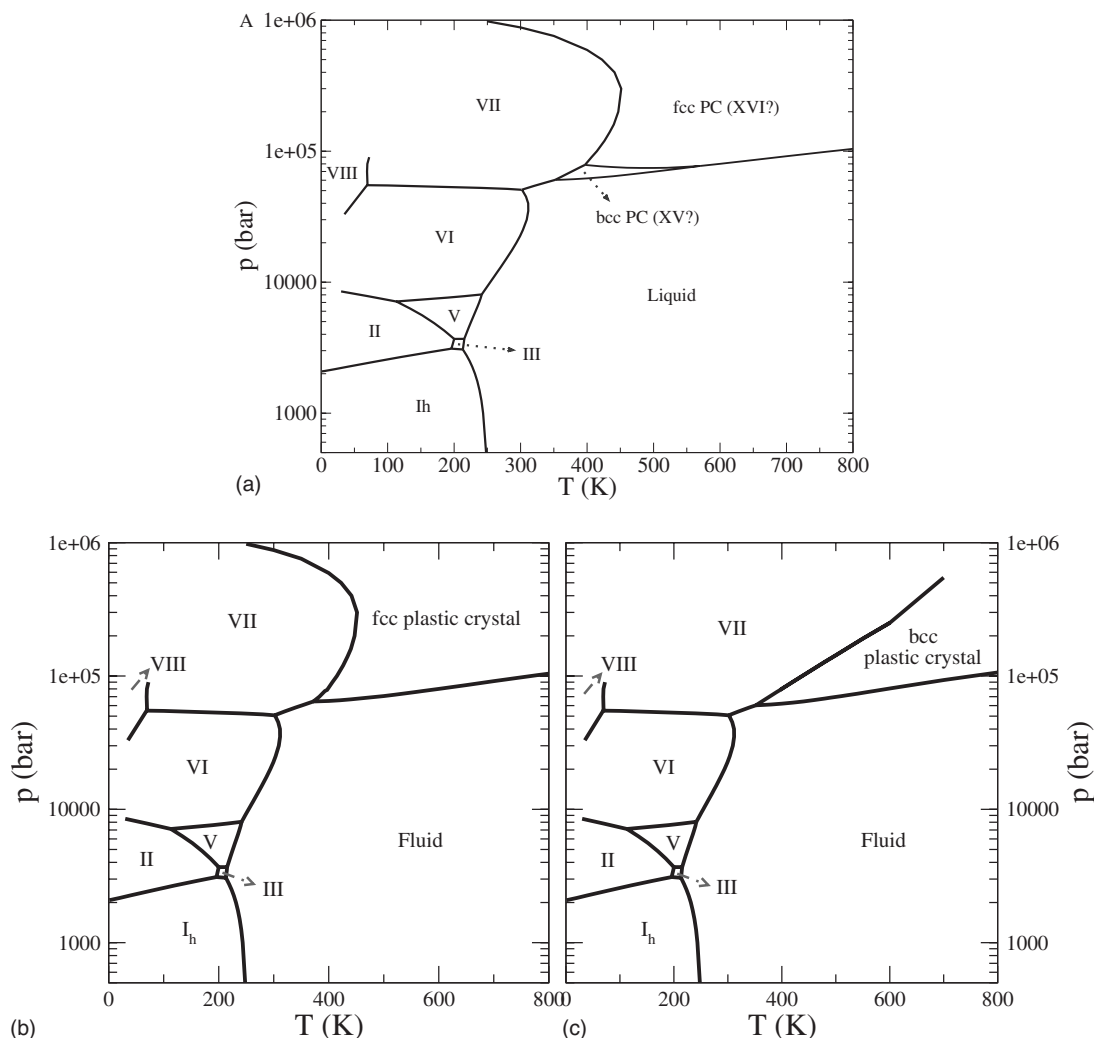 A
1e+06
VII
fcc PC (XVI?)
1e+05
VIII
bcc PC (XV?)
p (bar)
VI
10000
Liquid
V
II
III
1000
Ih
0 100 200 300 400 500 600 700 800
T (K)
(a)
1e+06
VII
fcc plastic crystal
VIII
1e+05
p (bar)
VI
10000
V
Fluid
II
III
1000
Ih
0 200 400 600 800
T (K)
(b)
1e+06
VII
bcc
plastic crystal
VIII
1e+05
p (bar)
VI
10000
V
Fluid
II
III
1000
Ih
0 200 400 600 800
T (K)
(c)